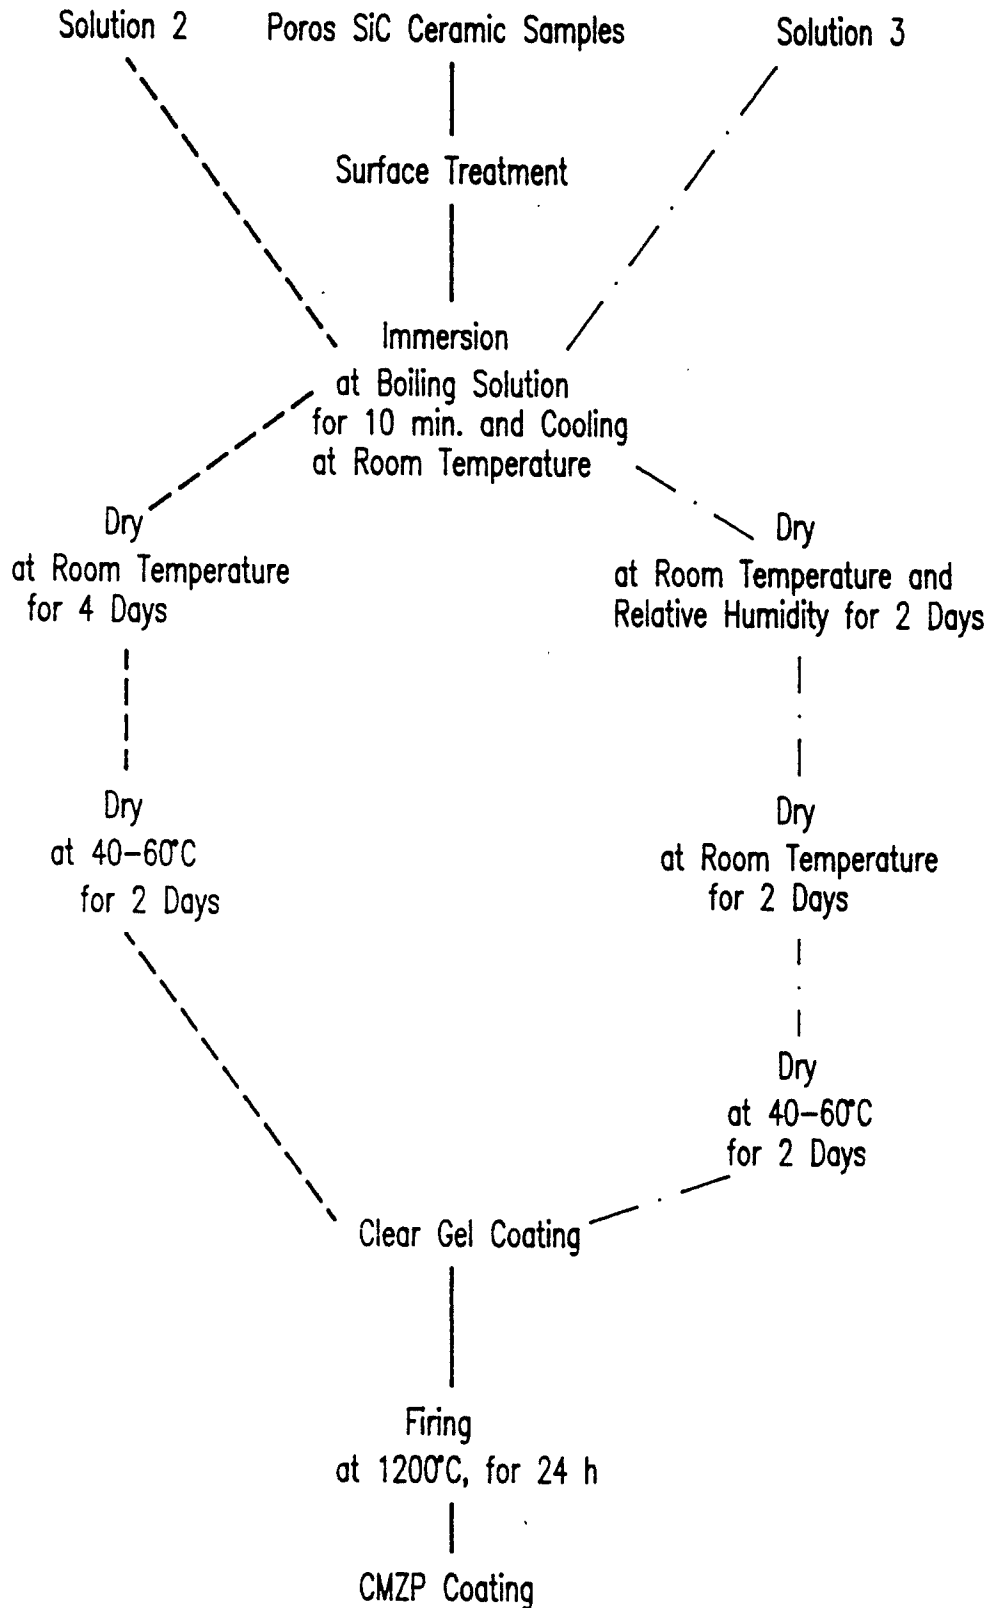 Solution 2
Poros SiC Ceramic Samples
Solution 3
Surface Treatment
Immersion
at Boiling Solution
for 10 min. and Cooling
at Room Temperature
Dry
at Room Temperature
for 4 Days
Dry
at Room Temperature and
Relative Humidity for 2 Days
Dry
at 40-60°C
for 2 Days
Dry
at Room Temperature
for 2 Days
Dry
at 40-60°C
for 2 Days
Clear Gel Coating
Firing
at 1200°C, for 24 h
CMZP Coating